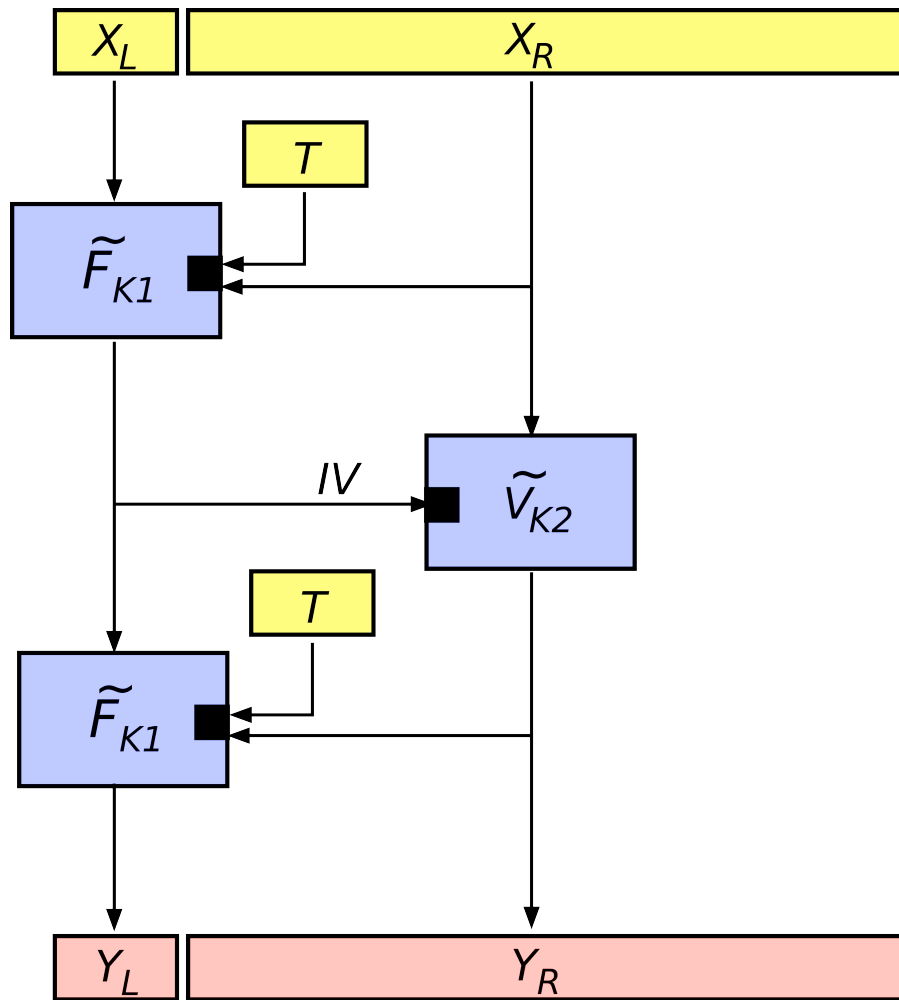 X_L X_R
T
F̃_K1
IV
Ṽ_K2
T
F̃_K1
Y_L Y_R